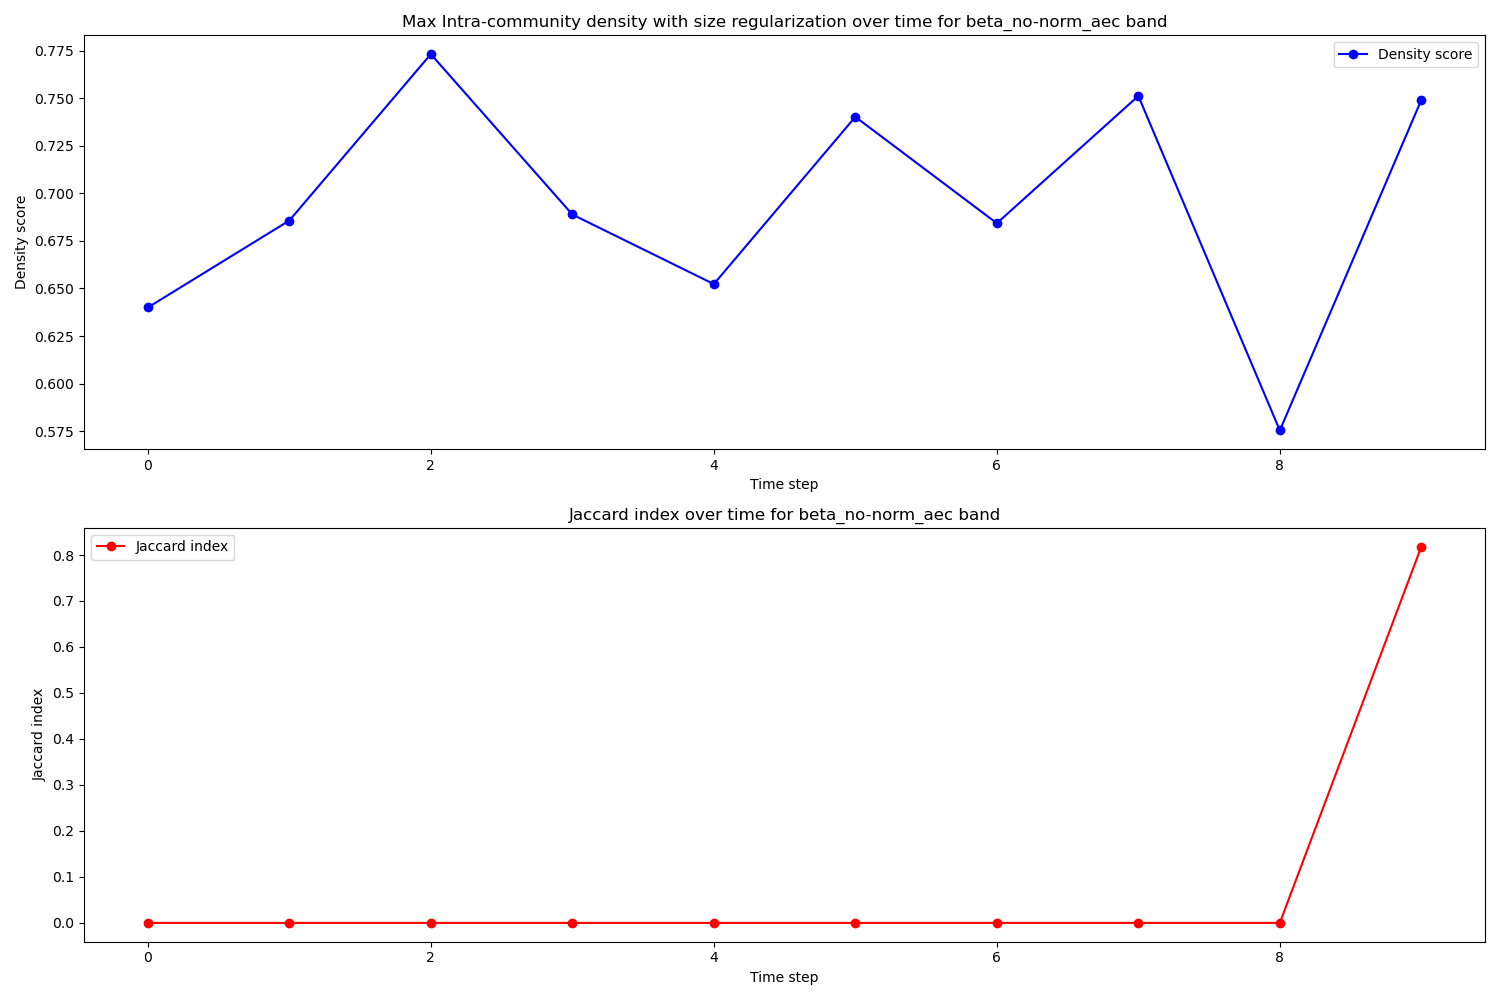 Max Intra-community density with size regularization over time for beta_no-norm_aec band
Density score
0.775
0.750
0.725
0.700
0.675
0.650
0.625
0.600
0.575
Density score
0 2 4 6 8
Time step
Jaccard index over time for beta_no-norm_aec band
Jaccard index
0.8
0.7
0.6
0.5
0.4
0.3
0.2
0.1
0.0
Jaccard index
0 2 4 6 8
Time step